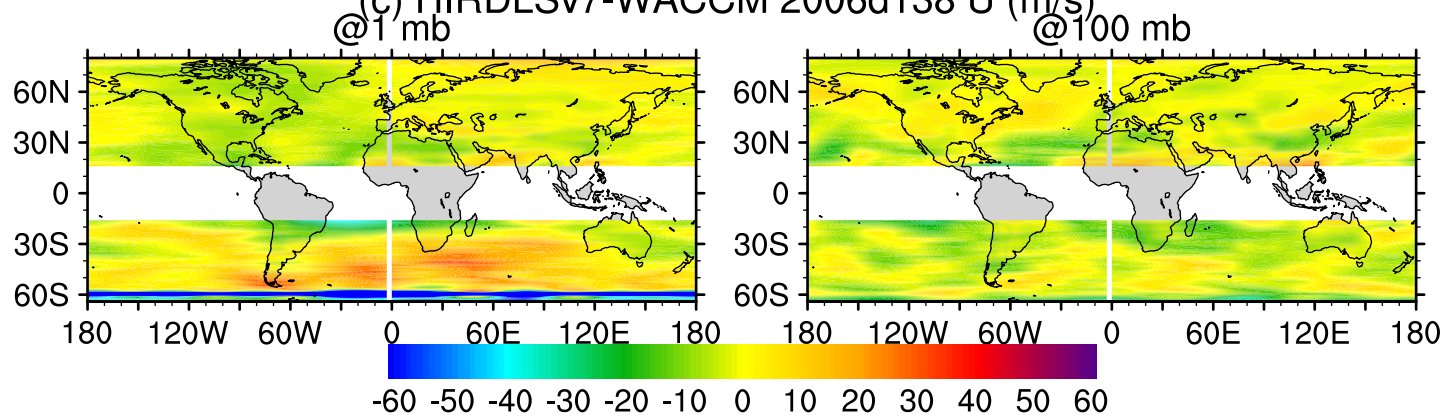 (c) HIRDLSv7-WACCM 2006d138 U (m/s)
@1 mb @100 mb
60N 60N
30N 30N
0 0
30S 30S
60S 60S
180 120W 60W 0 60E 120E 180 180 120W 60W 0 60E 120E 180
-60 -50 -40 -30 -20 -10 0 10 20 30 40 50 60